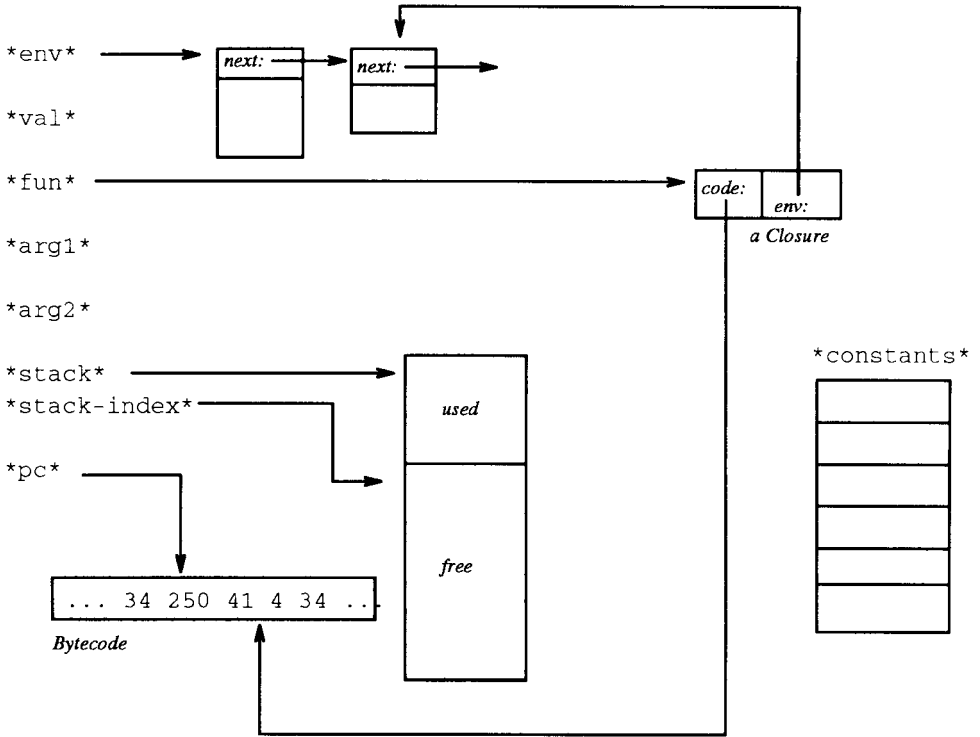 *env*
next:
next:
*val*
*fun*
code:
env:
a Closure
*arg1*
*arg2*
*constants*
*stack*
*stack-index*
used
*pc*
free
... 34 250 41 4 34 ...
Bytecode